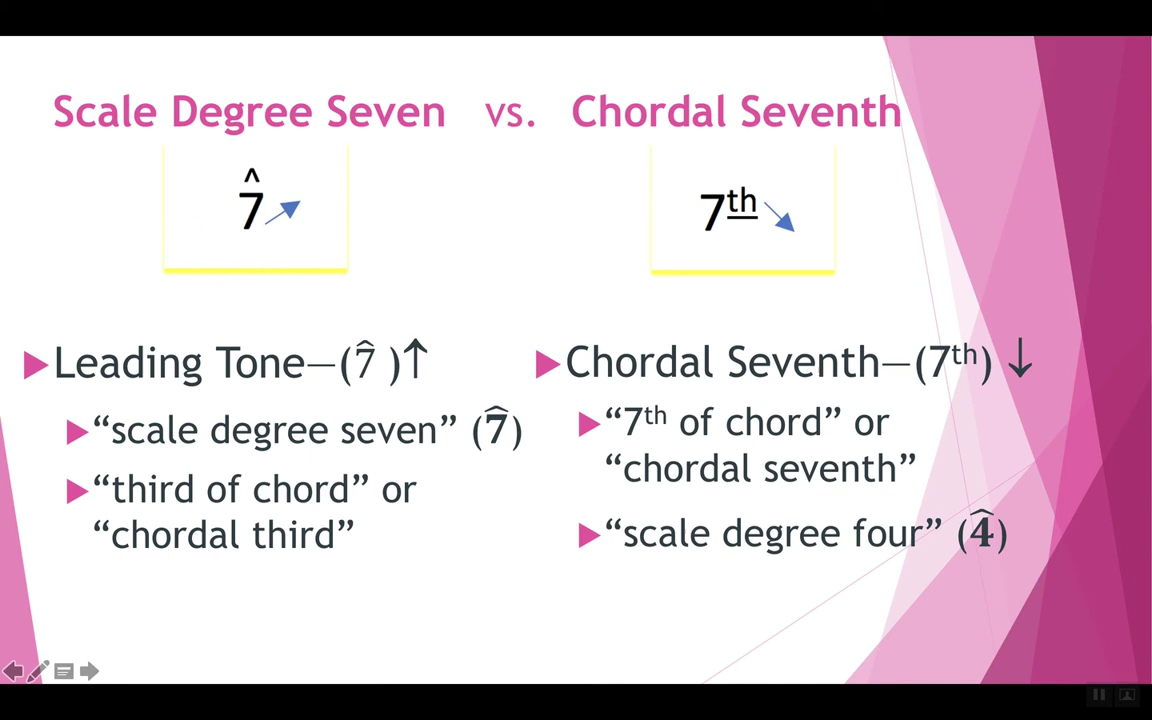 Scale Degree Seven vs. Chordal Seventh
^
7
7th
Leading Tone—(7̂ )↑
"scale degree seven" (7̂)
"third of chord" or
"chordal third"
Chordal Seventh—(7th) ↓
"7th of chord" or
"chordal seventh"
"scale degree four" (4̂)